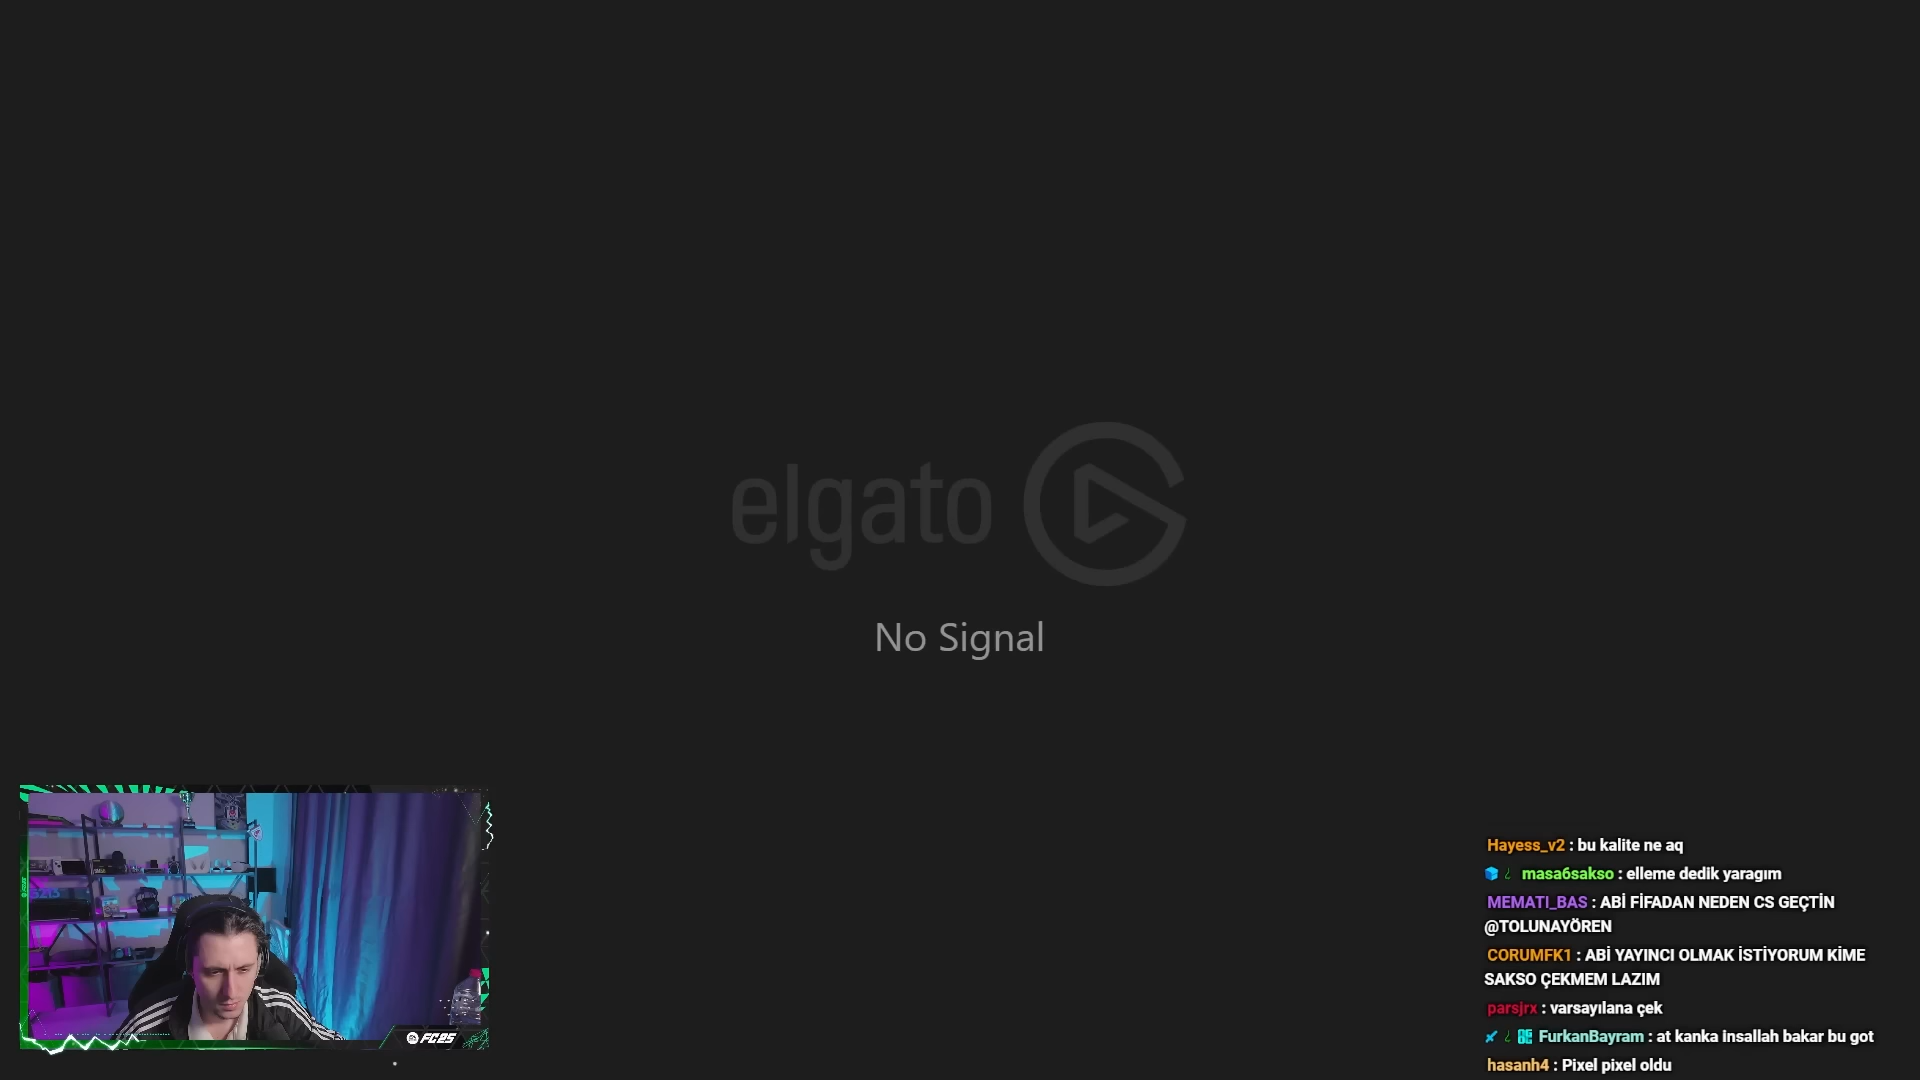 elgato
No Signal
FC25
Hayess_v2 : bu kalite ne aq
masa6sakso : elleme dedik yaragım
MEMATI_BAS : ABİ FİFADAN NEDEN CS GEÇTİN
@TOLUNAYÖREN
CORUMFK1 : ABİ YAYINCI OLMAK İSTİYORUM KİME
SAKSO ÇEKMEM LAZIM
parsjrx : varsayılana çek
FurkanBayram : at kanka insallah bakar bu got
hasanh4 : Pixel pixel oldu